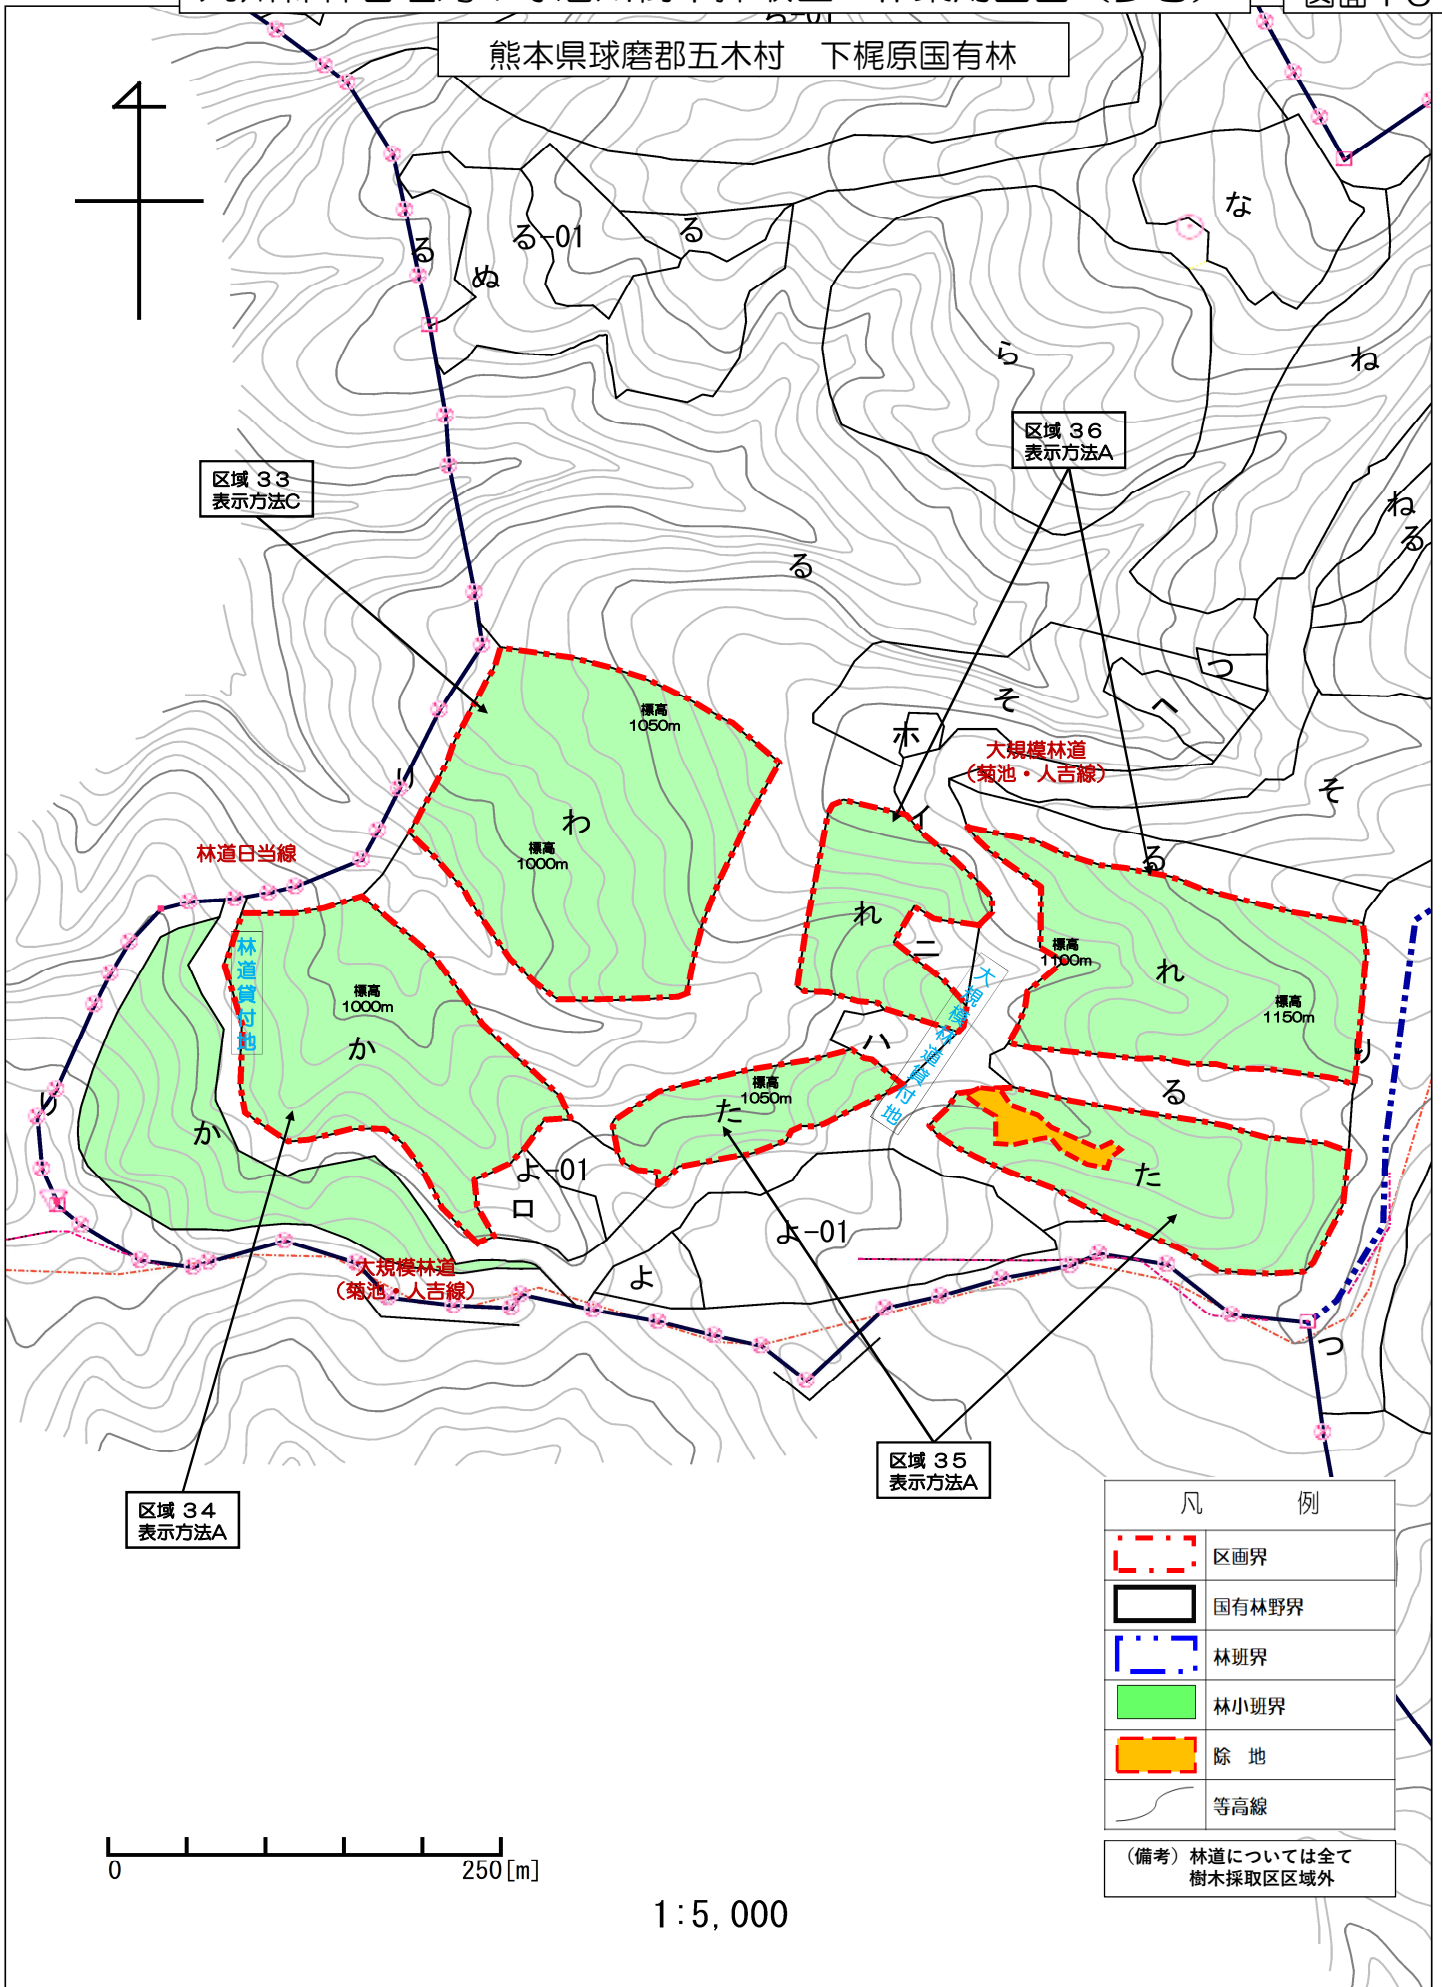 熊本県球磨郡五木村　下梶原国有林
な
る-01
る
る
ぬ
ら
ね
区域 36
表示方法A
区域 33
表示方法C
ね
る
る
つ
そ
ヘ
標高
1050m
ホ
大規模林道
（菊池・人吉線）
り
そ
イ
わ
標高
1000m
林道日当線
る
れ
ニ
林道貸付地
標高
1100m
れ
大規模林道貸付地
標高
1000m
標高
1150m
か
ハ
り
標高
1050m
る
り
た
か
よ-01
た
ロ
よ-01
大規模林道
（菊池・人吉線）
よ
つ
区域 35
表示方法A
区域 34
表示方法A
凡　例
区画界
国有林野界
林班界
林小班界
除　地
等高線
（備考）林道については全て
樹木採取区区域外
0 250[m]
1:5,000